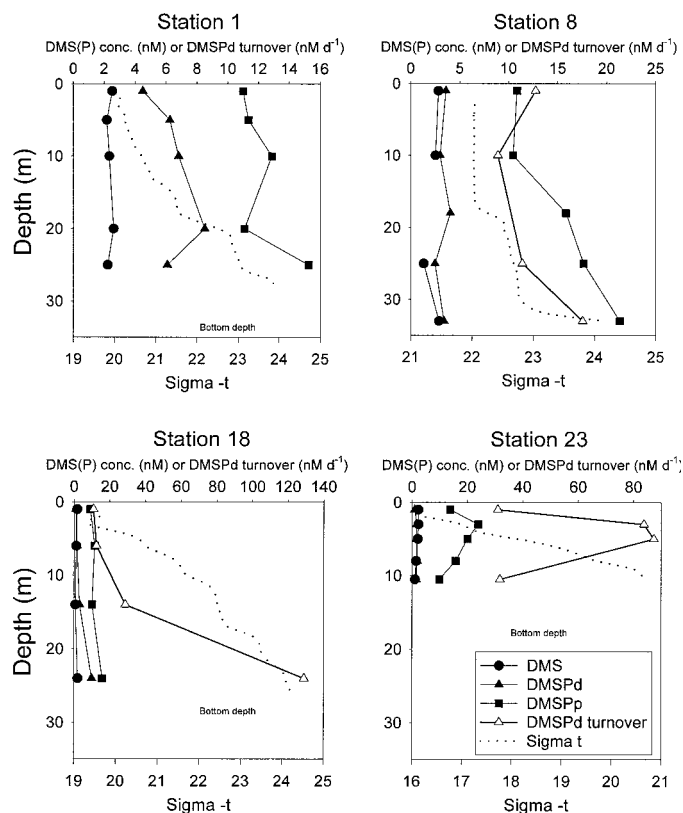 Station 1
DMS(P) conc. (nM) or DMSPd turnover (nM d⁻¹)
0 2 4 6 8 10 12 14 16
Depth (m)
0
10
20
30
Bottom depth
19 20 22 23 24 25
Sigma -t
Station 8
DMS(P) conc. (nM) or DMSPd turnover (nM d⁻¹)
0 5 10 15 20 25
0
10
20
30
21 22 23 24 25
Sigma -t
Station 18
DMS(P) conc. (nM) or DMSPd turnover (nM d⁻¹)
0 20 40 60 80 100 120 140
Depth (m)
0
10
20
30
Bottom depth
19 20 22 23 24 25
Sigma -t
Station 23
DMS(P) conc. (nM) or DMSPd turnover (nM d⁻¹)
0 20 40 60 80
0
10
20
30
Bottom depth
DMS
DMSPd
DMSPp
DMSPd turnover
Sigma t
16 17 18 20 21
Sigma -t